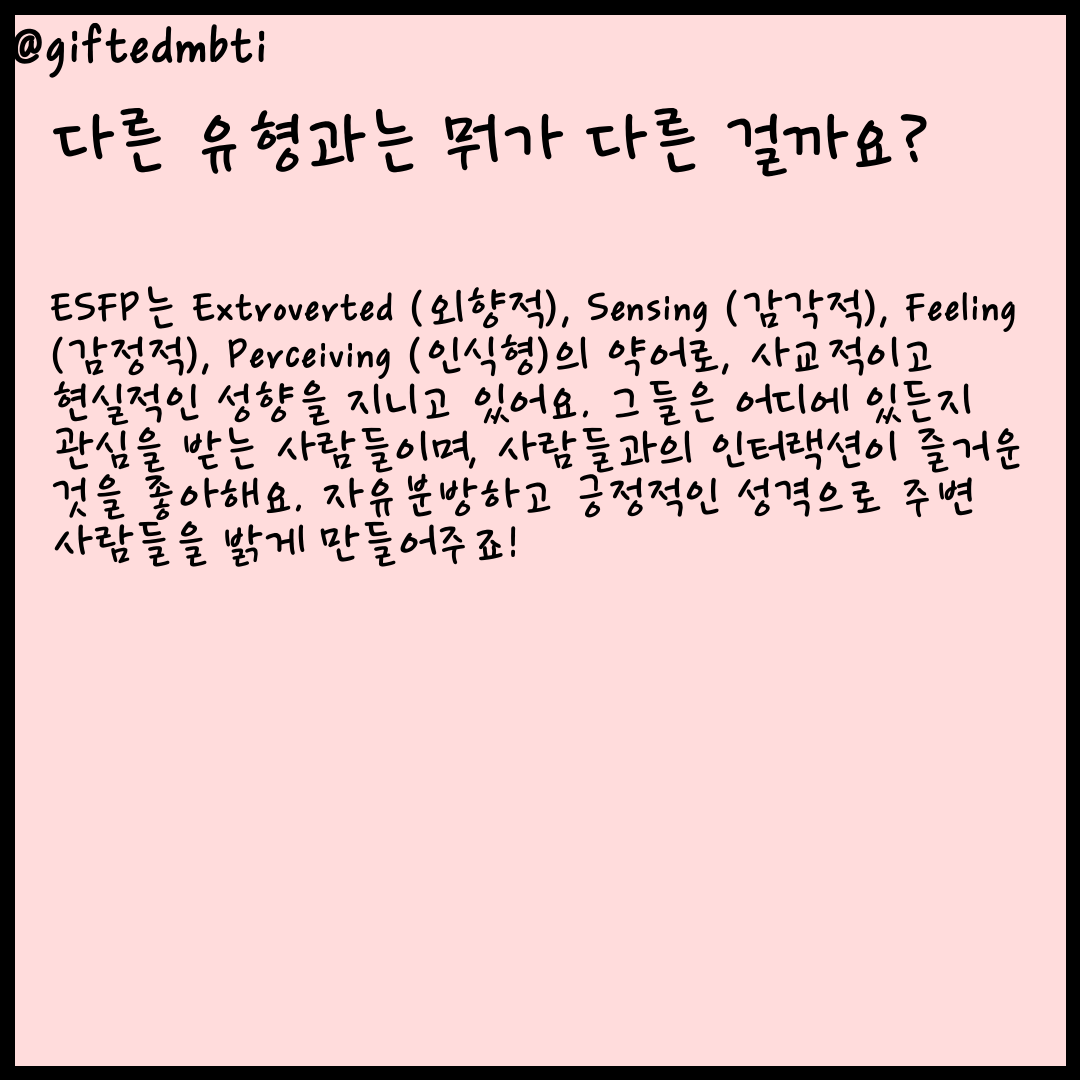 @giftedmbti
다른 유형과는 뭐가 다른 걸까요?
ESFP는 Extroverted (외향적), Sensing (감각적), Feeling
(감정적), Perceiving (인식형)의 약어로, 사교적이고
현실적인 성향을 지니고 있어요. 그들은 어디에 있든지
관심을 받는 사람들이며, 사람들과의 인터랙션이 즐거운
것을 좋아해요. 자유분방하고 긍정적인 성격으로 주변
사람들을 밝게 만들어주죠!